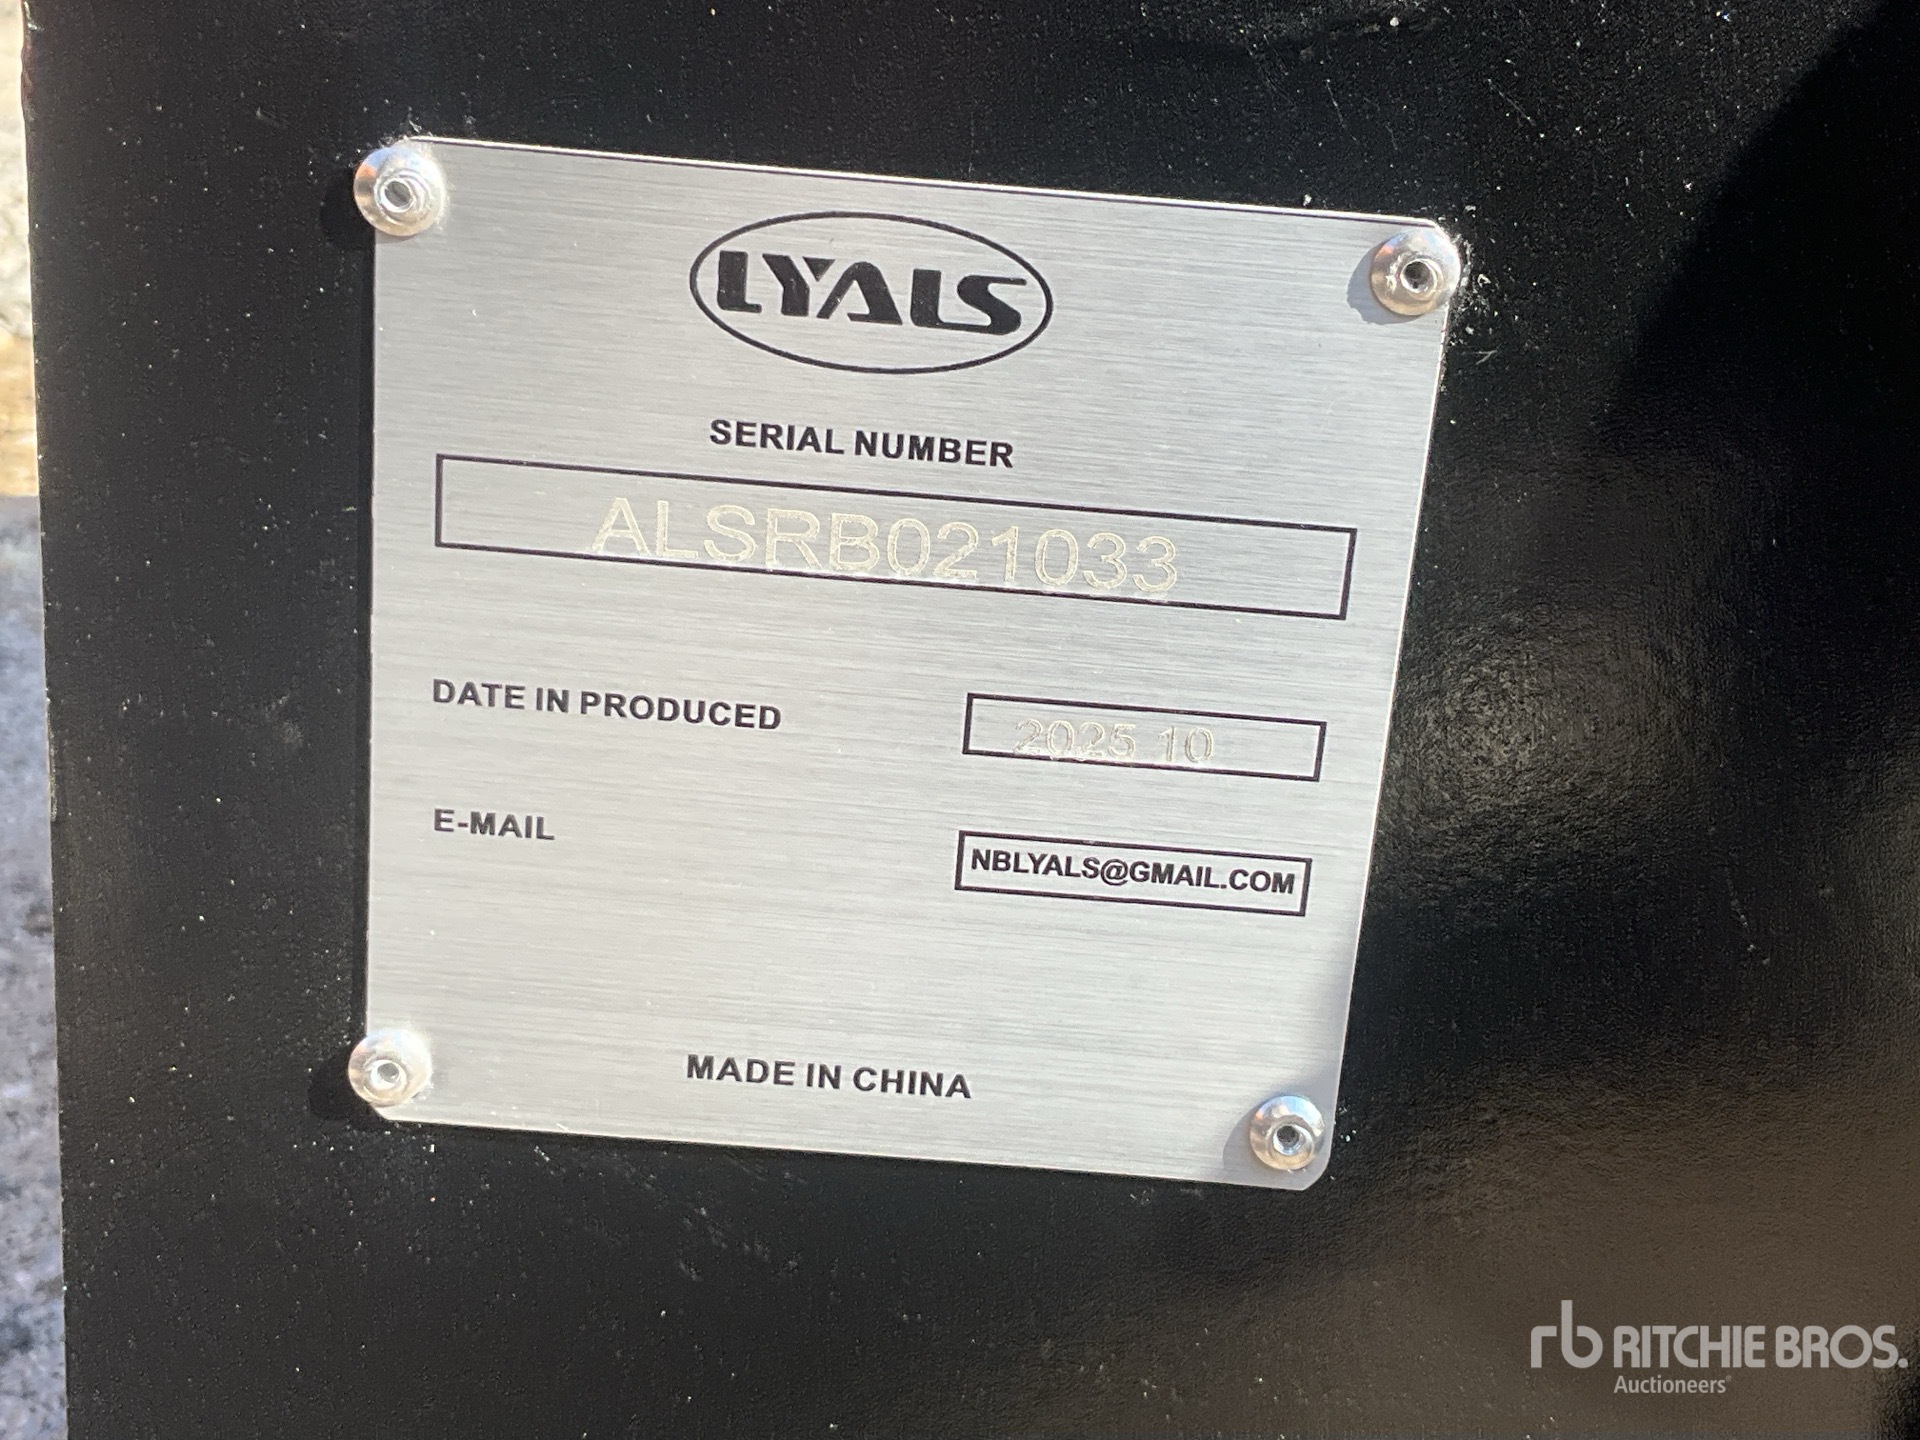 LYALS
SERIAL NUMBER
ALSRB021033
DATE IN PRODUCED
2025 10
E-MAIL
NBLYALS@GMAIL.COM
MADE IN CHINA
rb RITCHIE BROS.
Auctioneers